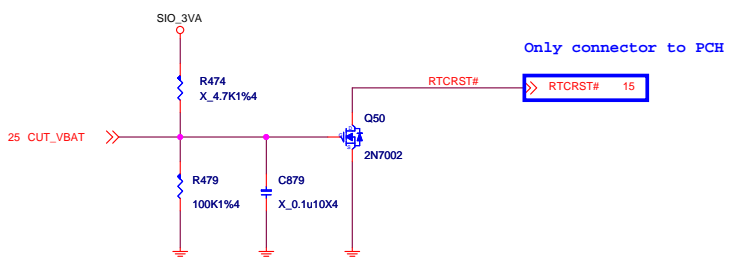 SIO_3VA
Only connector to PCH
R474
X_4.7K1%4
RTCRST#
RTCRST# 15
Q50
25 CUT_VBAT
2N7002
R479
C879
100K1%4
X_0.1u10X4